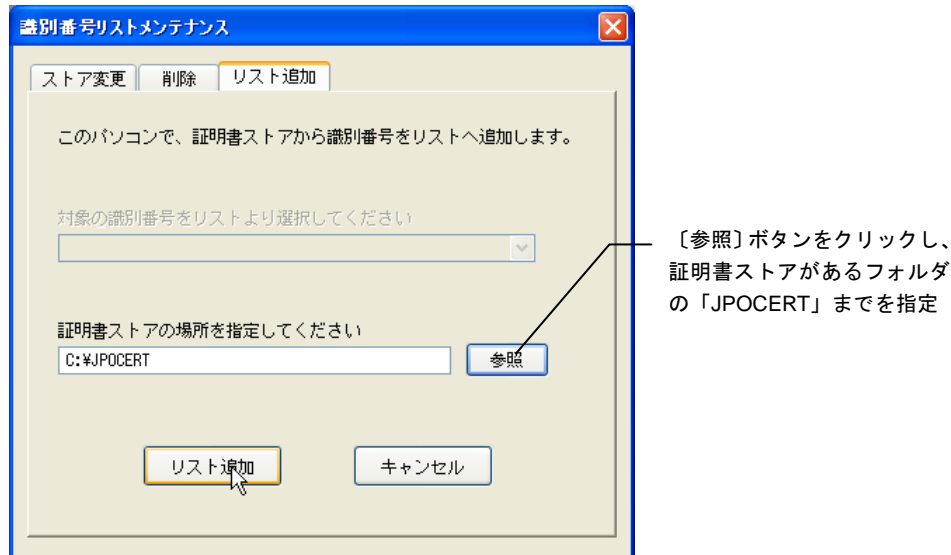 識別番号リストメンテナンス
ストア変更 削除 リスト追加
このパソコンで、証明書ストアから識別番号をリストへ追加します。
対象の識別番号をリストより選択してください
証明書ストアの場所を指定してください
C:¥JPOCERT 参照
リスト追加 キャンセル
〔参照〕ボタンをクリックし、
証明書ストアがあるフォルダ
の「JPOCERT」までを指定